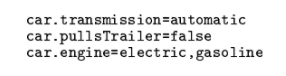 car.transmission=automatic
car.pullsTrailer=false
car.engine=electric,gasoline